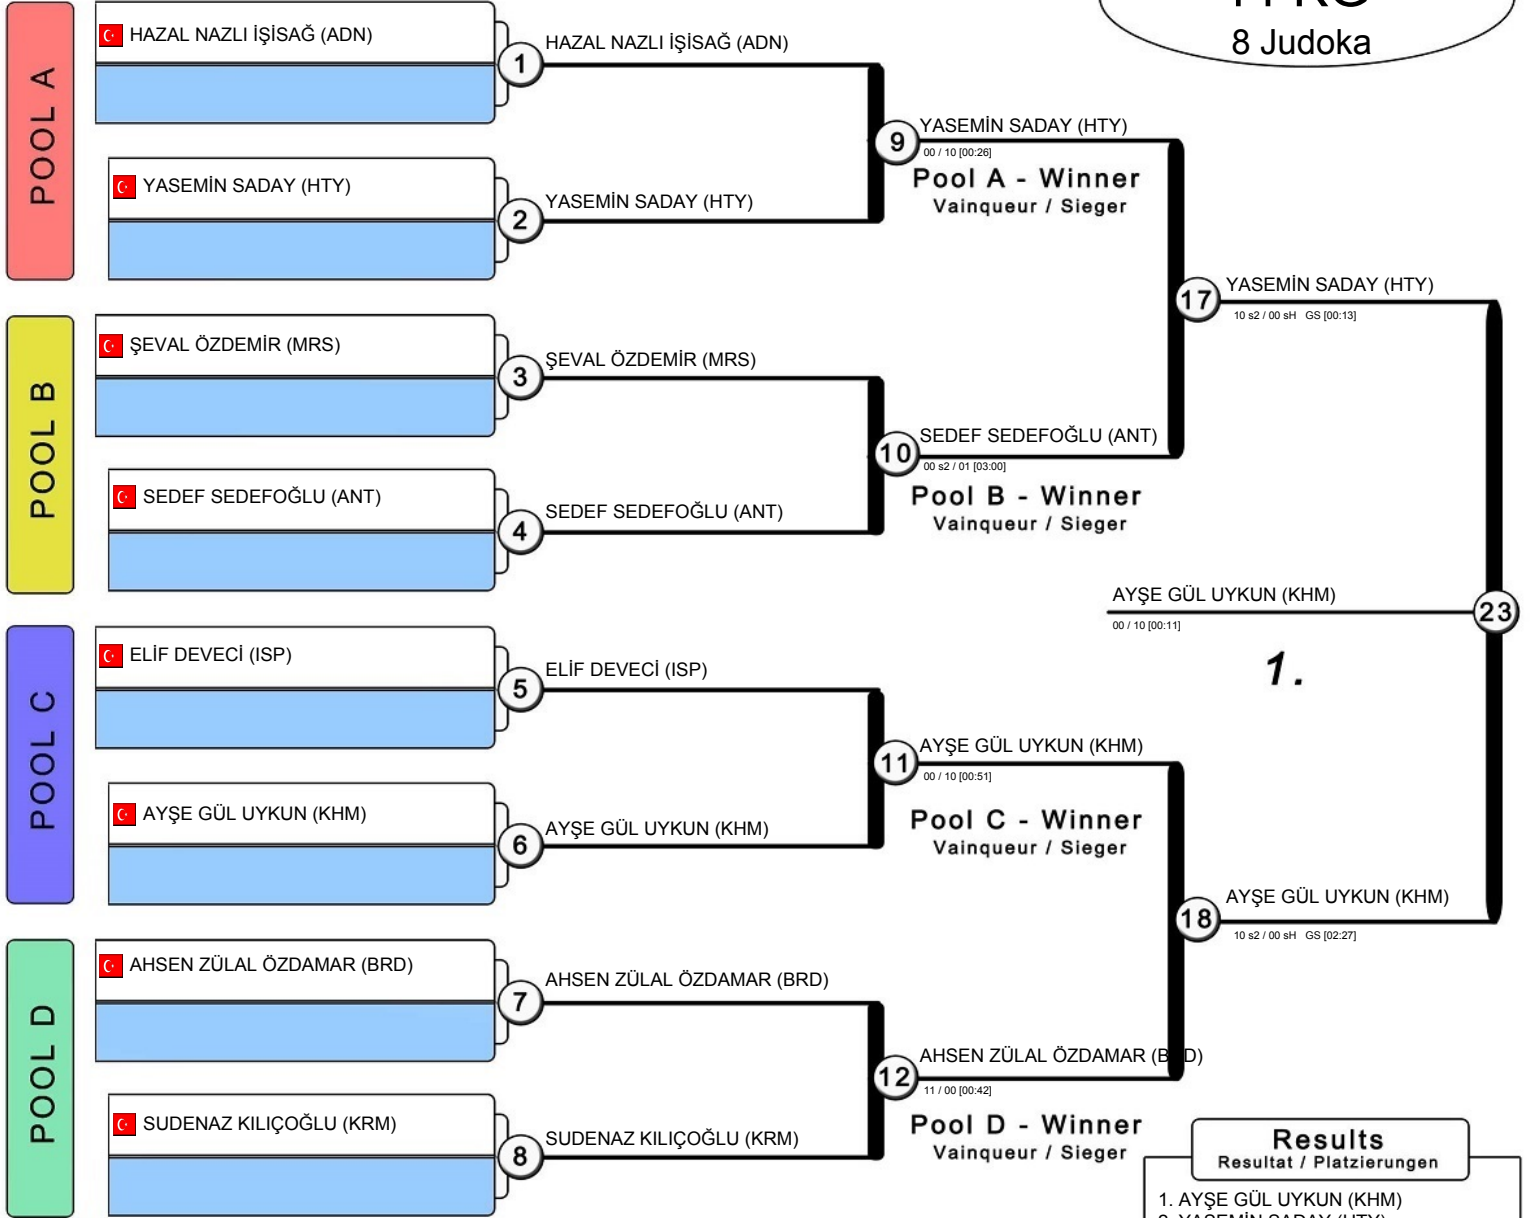 8 Judoka
POOL A
HAZAL NAZLI İŞİSAĞ (ADN)
1
HAZAL NAZLI İŞİSAĞ (ADN)
YASEMİN SADAY (HTY)
2
YASEMİN SADAY (HTY)
9
YASEMİN SADAY (HTY)
00 / 10 [00:26]
Pool A - Winner
Vainqueur / Sieger
POOL B
ŞEVAL ÖZDEMİR (MRS)
3
ŞEVAL ÖZDEMİR (MRS)
SEDEF SEDEFOĞLU (ANT)
4
SEDEF SEDEFOĞLU (ANT)
10
SEDEF SEDEFOĞLU (ANT)
00 s2 / 01 [03:00]
Pool B - Winner
Vainqueur / Sieger
17
YASEMİN SADAY (HTY)
10 s2 / 00 sH GS [00:13]
POOL C
ELİF DEVECİ (ISP)
5
ELİF DEVECİ (ISP)
AYŞE GÜL UYKUN (KHM)
6
AYŞE GÜL UYKUN (KHM)
11
AYŞE GÜL UYKUN (KHM)
00 / 10 [00:51]
Pool C - Winner
Vainqueur / Sieger
POOL D
AHSEN ZÜLAL ÖZDAMAR (BRD)
7
AHSEN ZÜLAL ÖZDAMAR (BRD)
SUDENAZ KILIÇOĞLU (KRM)
8
SUDENAZ KILIÇOĞLU (KRM)
12
AHSEN ZÜLAL ÖZDAMAR (BRD)
11 / 00 [00:42]
Pool D - Winner
Vainqueur / Sieger
18
AYŞE GÜL UYKUN (KHM)
10 s2 / 00 sH GS [02:27]
AYŞE GÜL UYKUN (KHM)
23
00 / 10 [00:11]
1.
Results
Resultat / Platzierungen
1. AYŞE GÜL UYKUN (KHM)
2. YASEMİN SADAY (HTY)